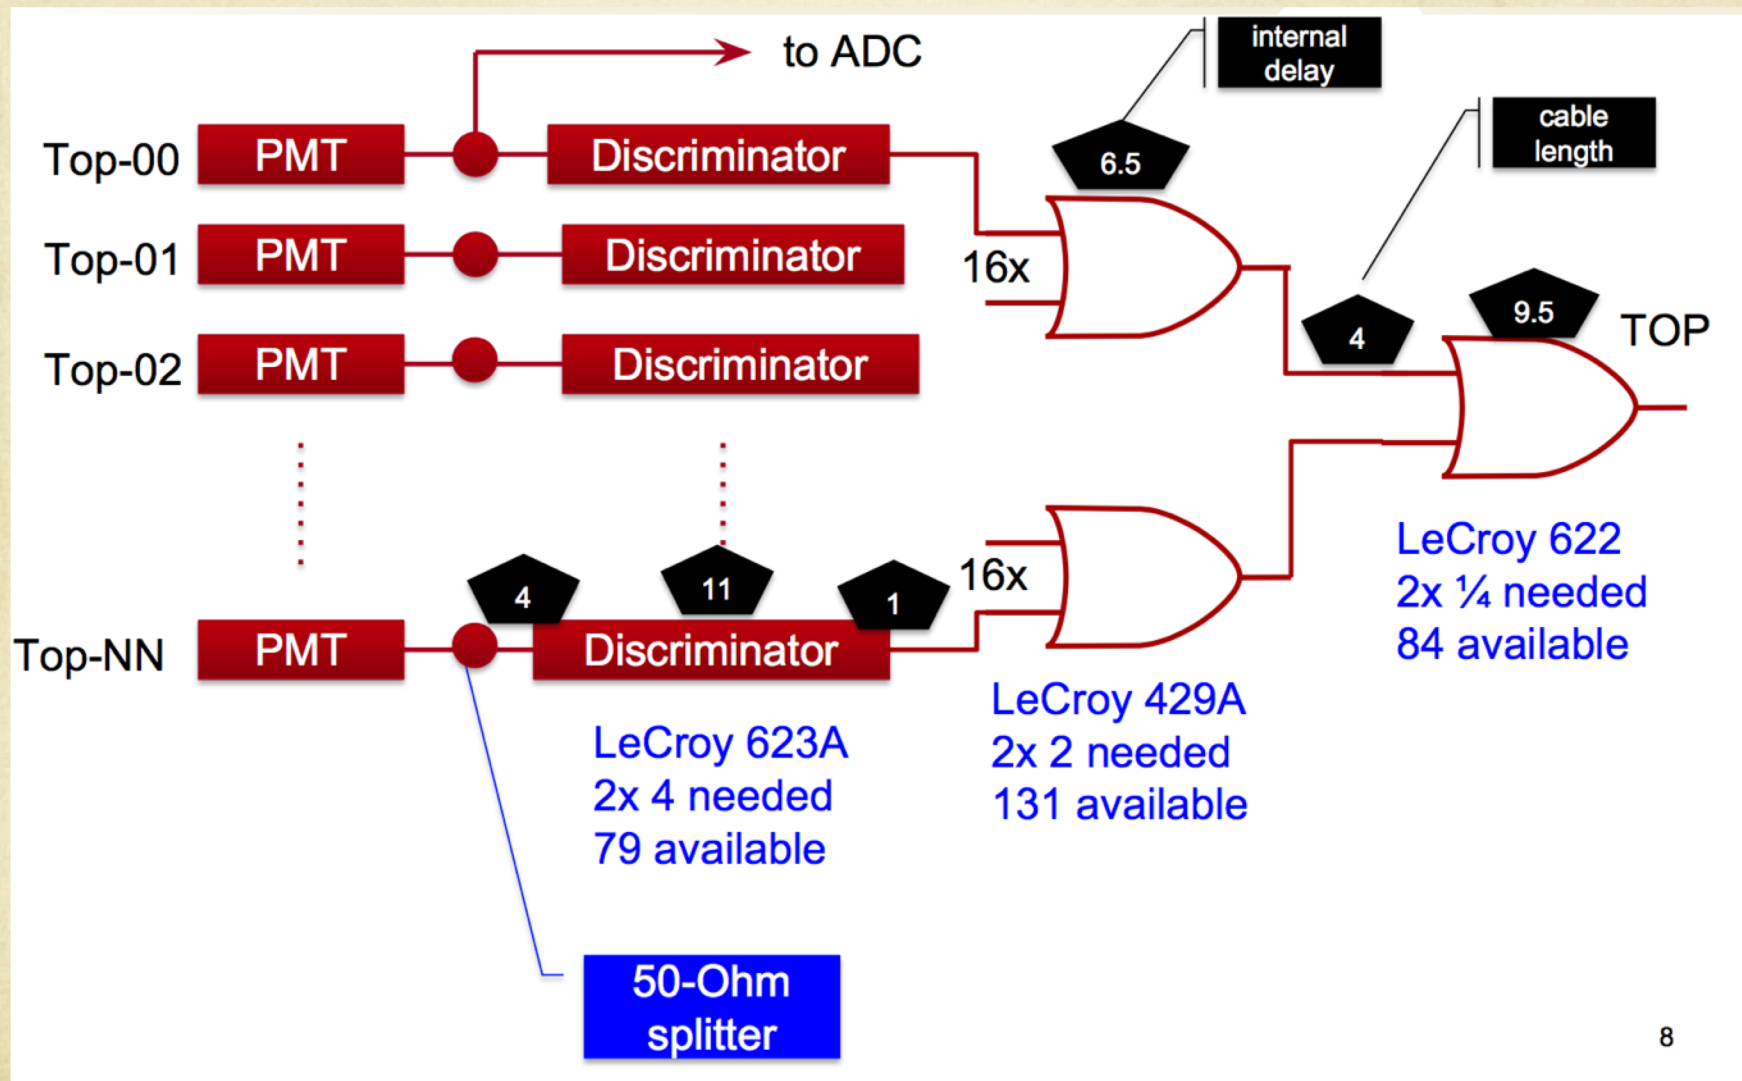 to ADC
internal
delay
cable
length
Top-00
PMT
Discriminator
6.5
Top-01
PMT
Discriminator
16x
4
9.5
TOP
Top-02
PMT
Discriminator
4
11
1
16x
Top-NN
PMT
Discriminator
LeCroy 622
2x ¼ needed
84 available
LeCroy 429A
2x 2 needed
131 available
LeCroy 623A
2x 4 needed
79 available
50-Ohm
splitter
8